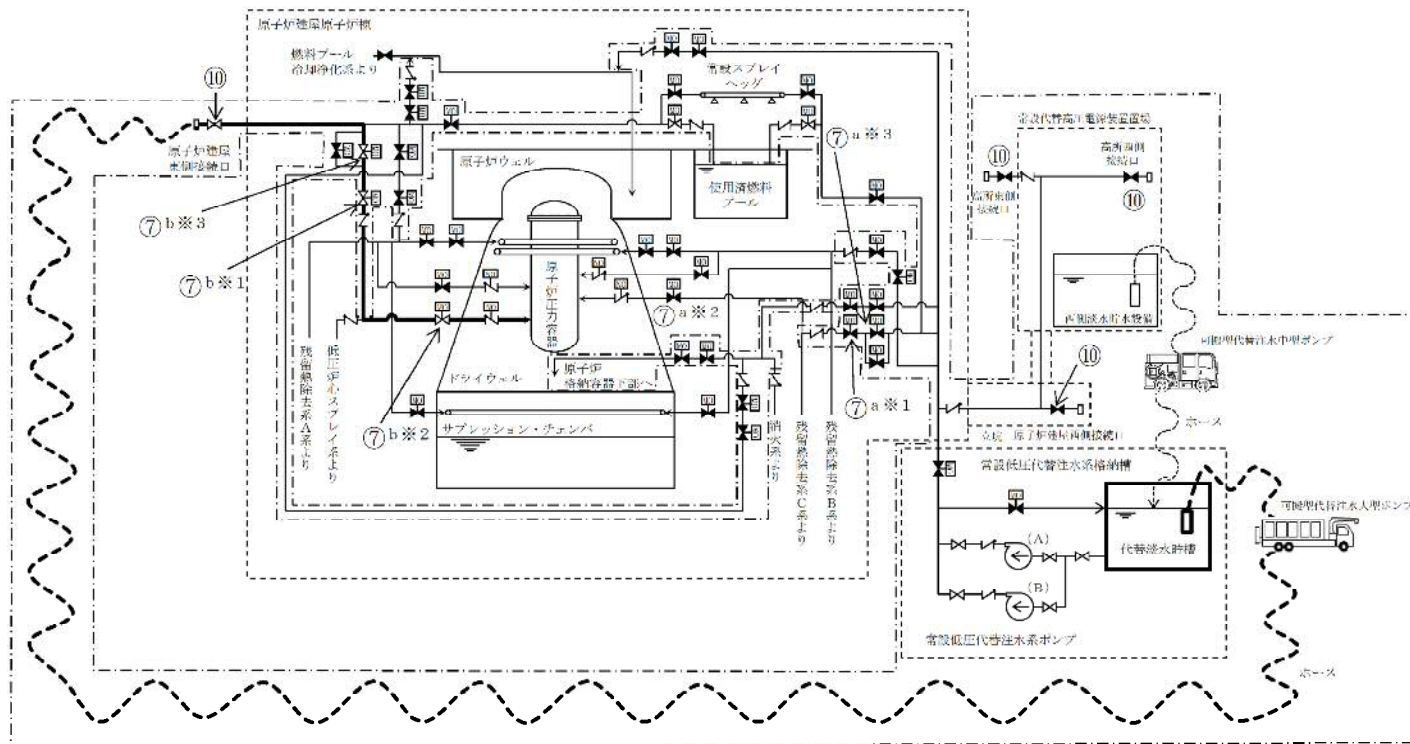 原子炉建屋原子炉棟
燃料プール
冷却浄化系より
⑩
原子炉建屋
東側接続口
常設スプレイ
ヘッダ
⑦a※3
原子炉ウェル
使用済燃料
プール
常設代替高圧電源装置置場
高所西側
接続口
⑩
⑩
高所東側
接続口
⑦b※3
⑦b※1
原子炉圧力容器
⑦a※2
西側淡水貯水設備
可搬型代替注水中型ポンプ
残留熱除去系A系より
低圧炉心スプレイ系より
⑦b※2
ドライウェル
原子炉
格納容器下部へ
サプレッション・チェンバ
消火系より
残留熱除去系C系より
残留熱除去系B系より
⑦a※1
⑩
ホース
原子炉建屋西側接続口
常設低圧代替注水系格納槽
代替淡水貯槽
可搬型代替注水大型ポンプ
(A)
(B)
常設低圧代替注水系ポンプ
ホース